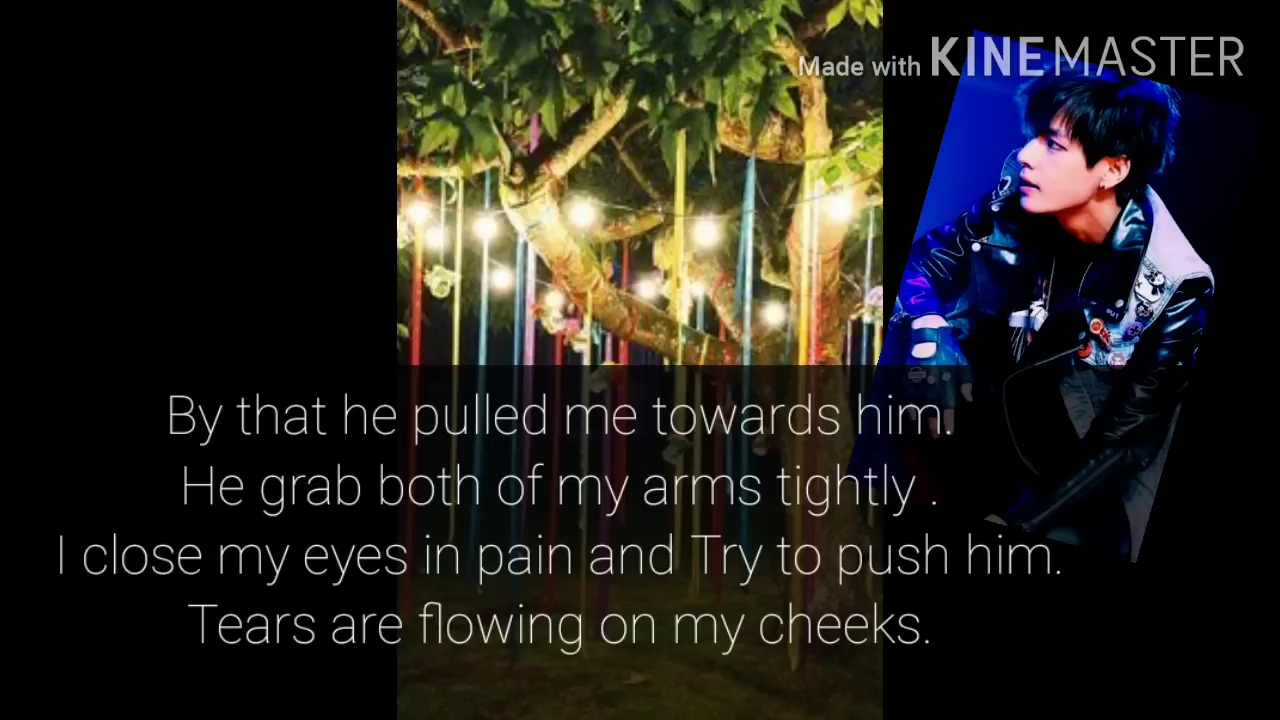 Made with KINEMASTER
By that he pulled me towards him.
He grab both of my arms tightly .
I close my eyes in pain and Try to push him.
Tears are flowing on my cheeks.